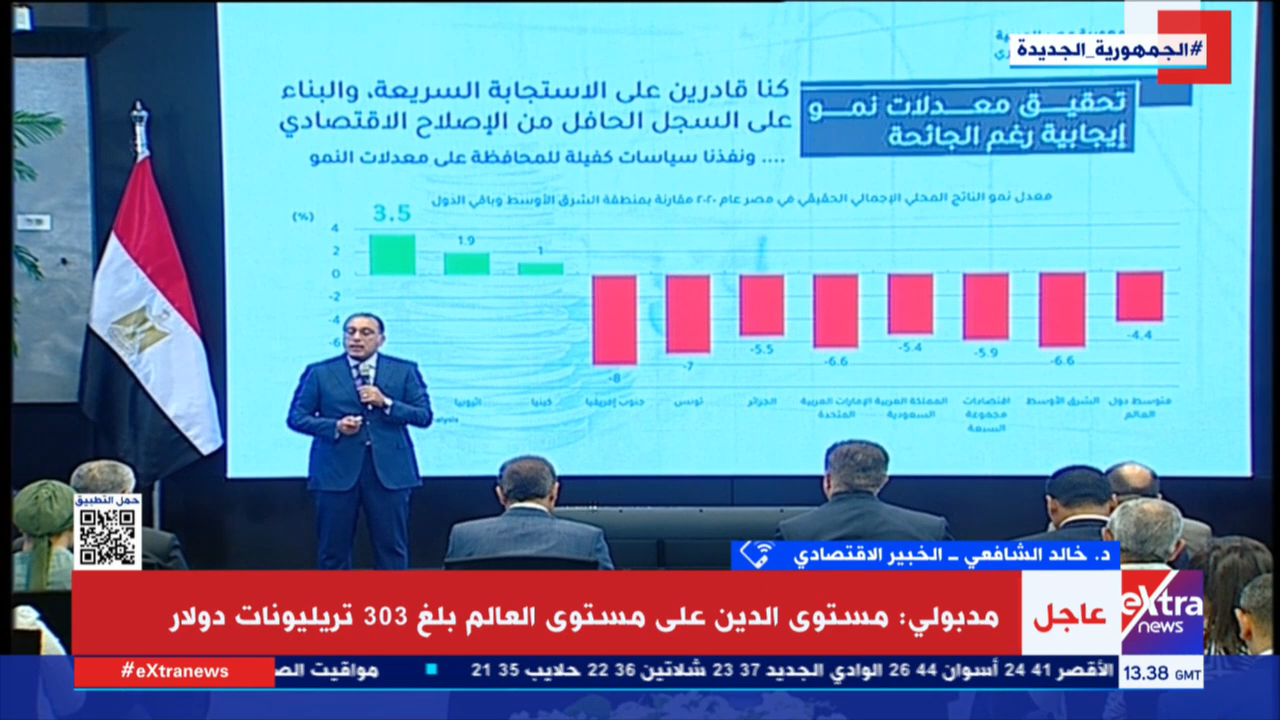 #الجمهورية_الجديدة
تحقيق معدلات نمو
إيجابية رغم الجائحة
كنا قادرين على الاستجابة السريعة، والبناء
على السجل الحافل من الإصلاح الاقتصادي
.... ونفذنا سياسات كفيلة للمحافظة على معدلات النمو
معدل نمو الناتج المحلي الإجمالي الحقيقي في مصر عام ٢٠٢٠ مقارنة بمنطقة الشرق الأوسط وباقي الدول
(%)
3.5
1.9
1
4
2
0
-2
-4
-6
-8
-7
-5.5
-6.6
-5.4
-5.9
-6.6
-4.4
اثيوبيا
كينيا
جنوب إفريقيا
تونس
الجزائر
الإمارات العربية
المتحدة
المملكة العربية
السعودية
اقتصادات
مجموعة
السبعة
الشرق الأوسط
متوسط دول
العالم
حمل التطبيق
د. خالد الشافعي – الخبير الاقتصادي
عاجل
مدبولي: مستوى الدين على مستوى العالم بلغ 303 تريليونات دولار
eXtra
news
#eXtranews
الأقصر 41 24 أسوان 44 26 الوادي الجديد 37 23 شلاتين 36 22 حلايب 35 21
مواقيت
13.38 GMT